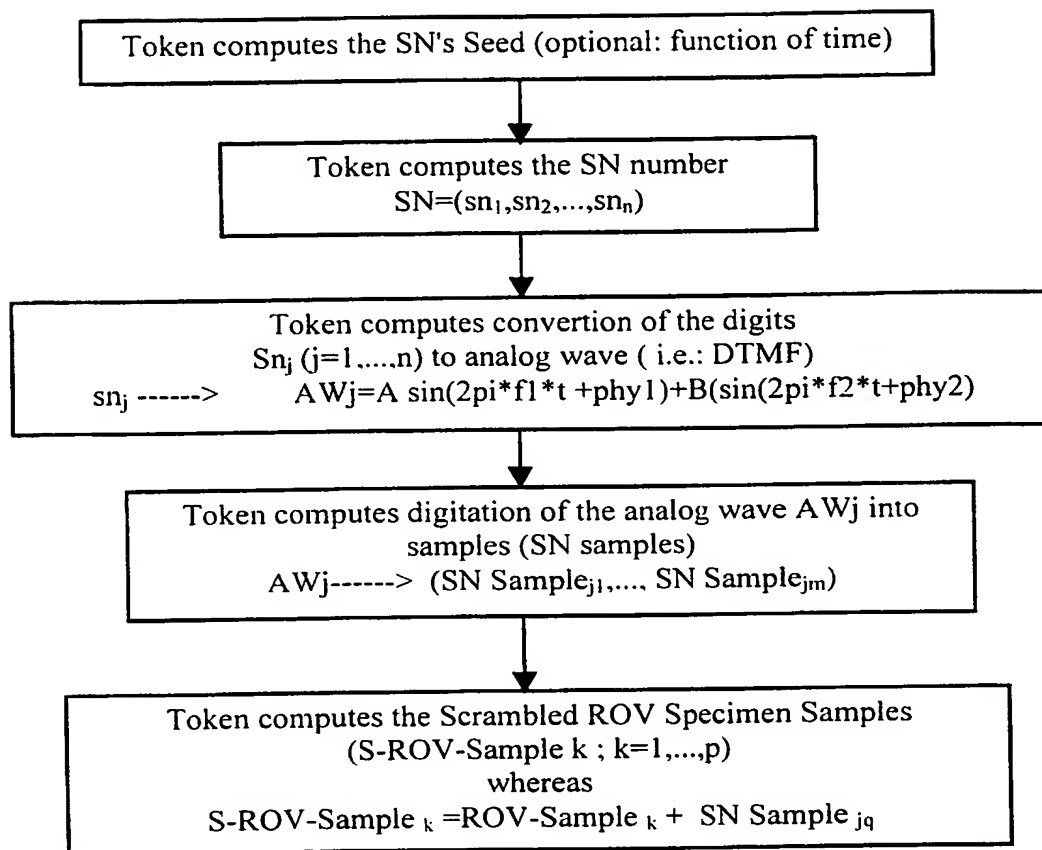 Token computes the SN's Seed (optional: function of time)
Token computes the SN number
SN=(sn₁,sn₂,...,snₙ)
Token computes convertion of the digits
Snⱼ (j=1,...,n) to analog wave ( i.e.: DTMF)
snⱼ ------> AWj=A sin(2pi*f1*t +phy1)+B(sin(2pi*f2*t+phy2)
Token computes digitation of the analog wave AWj into
samples (SN samples)
AWj------> (SN Sampleⱼ₁,..., SN Sampleⱼₘ)
Token computes the Scrambled ROV Specimen Samples
(S-ROV-Sample k ; k=1,...,p)
whereas
S-ROV-Sample ₖ =ROV-Sample ₖ + SN Sample jq